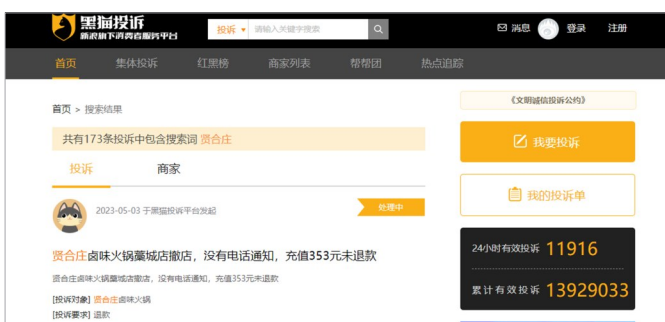 黑猫投诉
新浪旗下消费者服务平台
投诉 请输入关键字搜索
消息 登录 注册
首页 集体投诉 红黑榜 商家列表 帮帮团 热点追踪
首页 > 搜索结果
共有173条投诉中包含搜索词 贤合庄
投诉 商家
2023-05-03 于黑猫投诉平台发起
处理中
贤合庄卤味火锅藁城店撤店，没有电话通知，充值353元未退款
贤合庄卤味火锅藁城店撤店，没有电话通知，充值353元未退款
[投诉对象] 贤合庄卤味火锅
[投诉要求] 退款
《文明诚信投诉公约》
我要投诉
我的投诉单
24小时有效投诉 11916
累计有效投诉 13929033